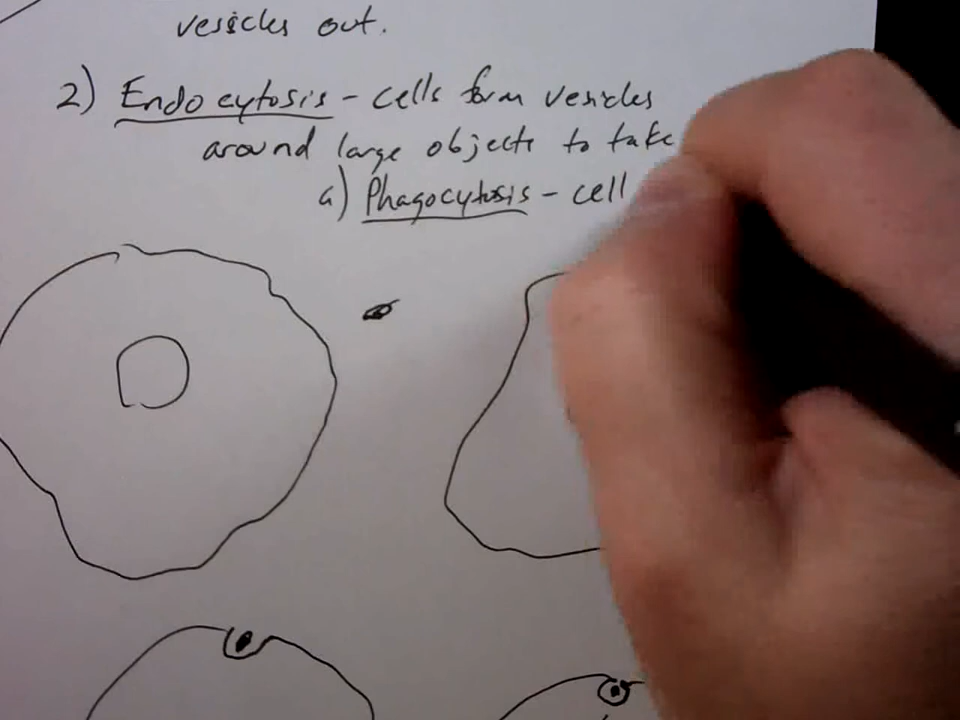 vesicles out.
2) Endocytosis - cells form vesicles
around large objects to take
a) Phagocytosis - cell